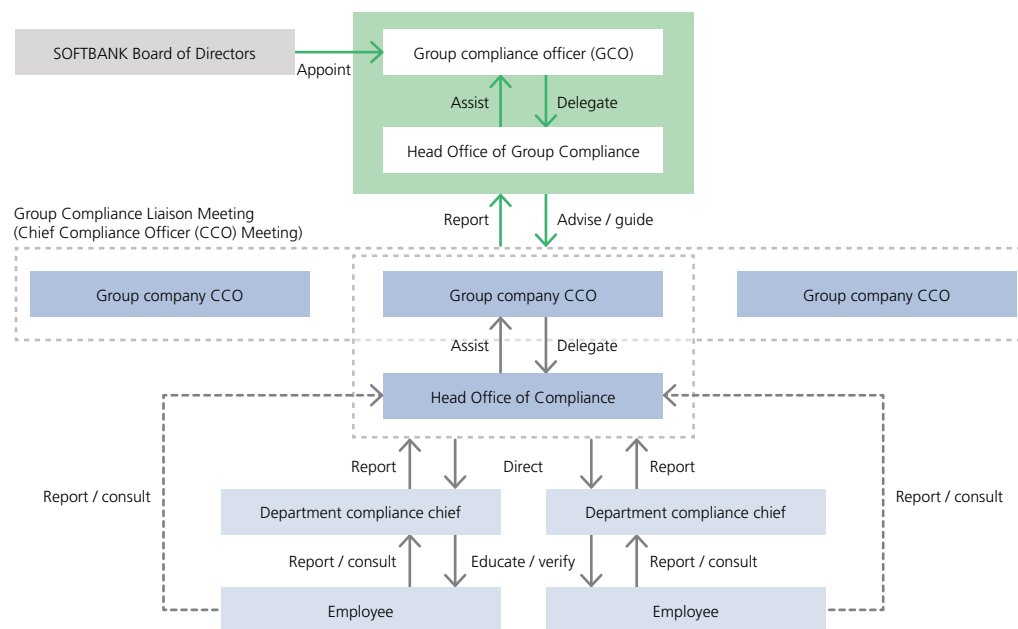 SOFTBANK Board of Directors
Appoint
Group compliance officer (GCO)
Assist
Delegate
Head Office of Group Compliance
Report
Advise / guide
Group Compliance Liaison Meeting
(Chief Compliance Officer (CCO) Meeting)
Group company CCO
Group company CCO
Group company CCO
Assist
Delegate
Head Office of Compliance
Report
Direct
Report
Report / consult
Report / consult
Department compliance chief
Department compliance chief
Report / consult
Educate / verify
Report / consult
Employee
Employee